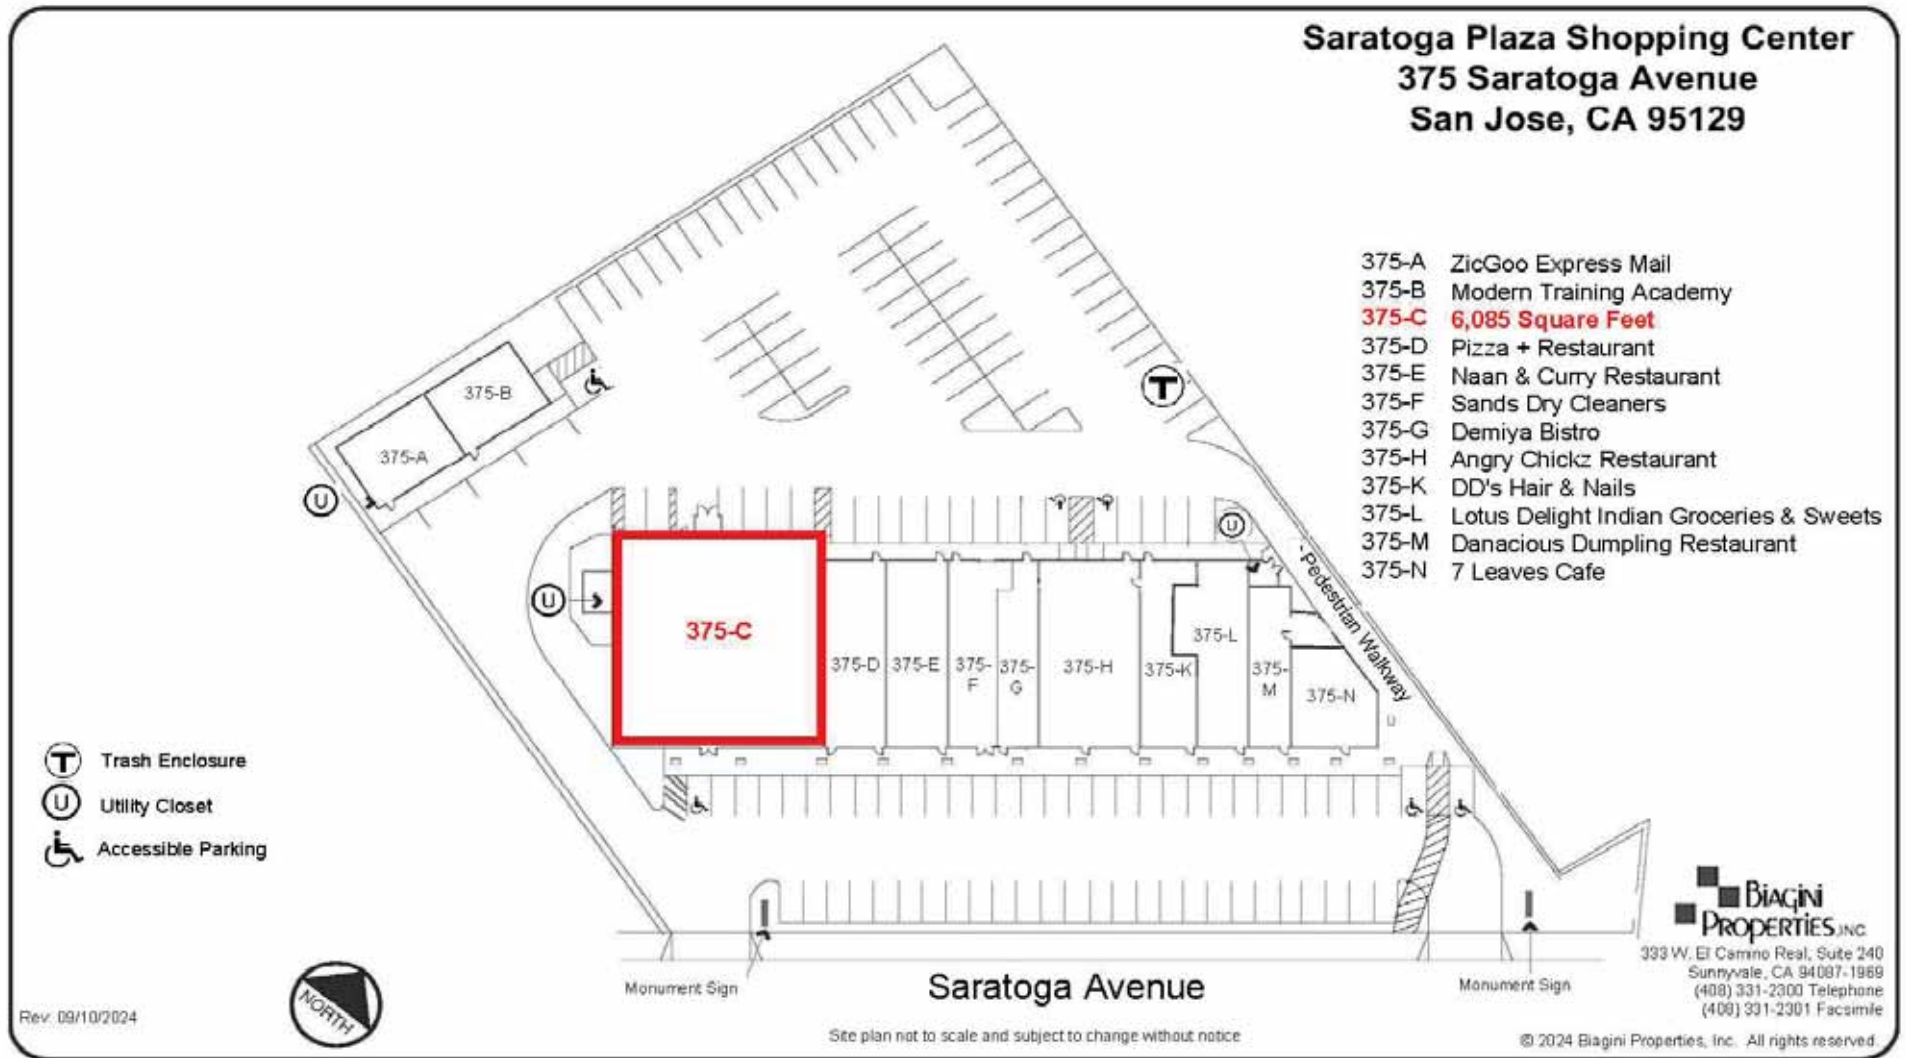 Saratoga Plaza Shopping Center
375 Saratoga Avenue
San Jose, CA 95129
375-A ZicGoo Express Mail
375-B Modern Training Academy
375-C 6,085 Square Feet
375-D Pizza + Restaurant
375-E Naan & Curry Restaurant
375-F Sands Dry Cleaners
375-G Demiya Bistro
375-H Angry Chickz Restaurant
375-K DD's Hair & Nails
375-L Lotus Delight Indian Groceries & Sweets
375-M Danacious Dumpling Restaurant
375-N 7 Leaves Cafe
375-B
375-A
U
T
U
U
Pedestrian Walkway
375-C
375-D
375-E
375-
F
375-
G
375-H
375-K
375-L
375-
M
375-N
U
T Trash Enclosure
U Utility Closet
Accessible Parking
NORTH
Rev: 09/10/2024
Monument Sign
Saratoga Avenue
Monument Sign
Site plan not to scale and subject to change without notice
BiAGiNi
PROPERTiES, INC.
333 W. El Camino Real, Suite 240
Sunnyvale, CA 94087-1969
(408) 331-2300 Telephone
(408) 331-2301 Facsimile
© 2024 Biagini Properties, Inc. All rights reserved.